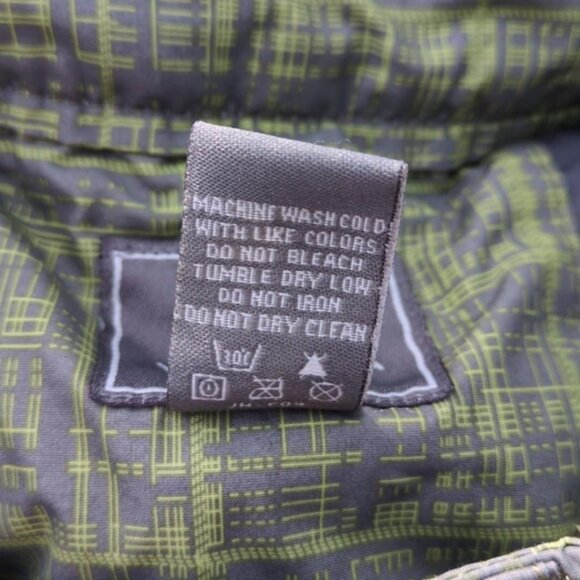 MACHINE WASH COLD
WITH LIKE COLORS
DO NOT BLEACH
TUMBLE DRY LOW
DO NOT IRON
DO NOT DRY CLEAN
30°C